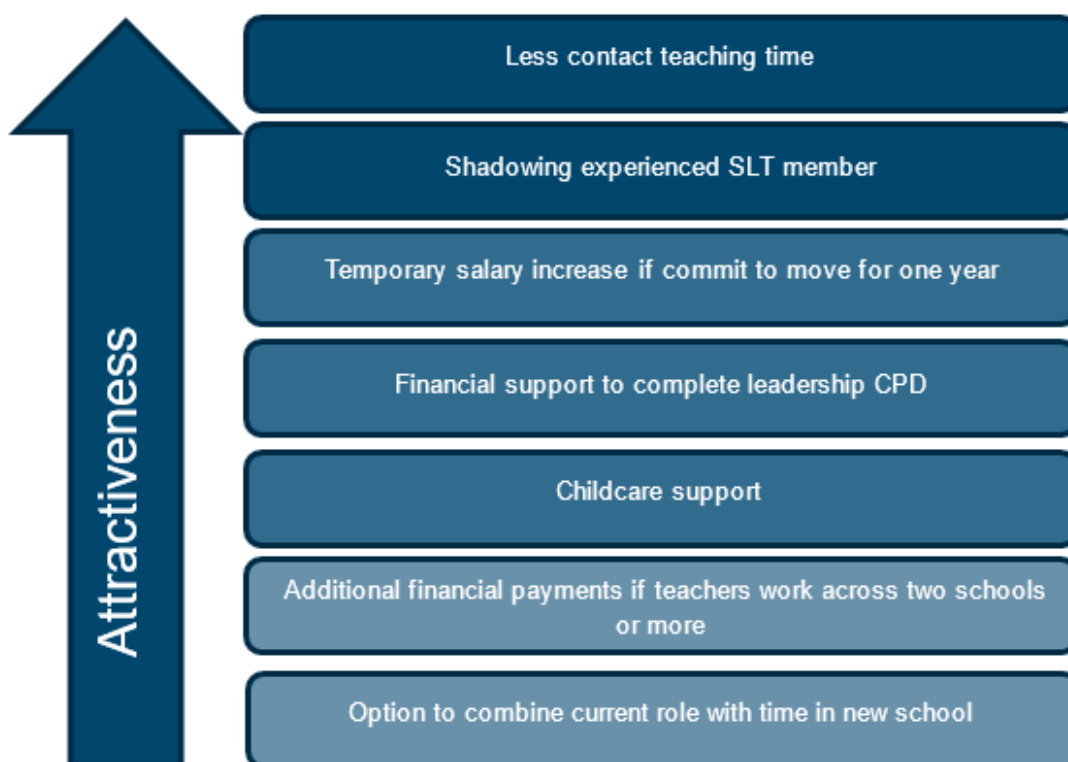 Less contact teaching time
Shadowing experienced SLT member
Temporary salary increase if commit to move for one year
Financial support to complete leadership CPD
Childcare support
Additional financial payments if teachers work across two schools
or more
Option to combine current role with time in new school
Attractiveness